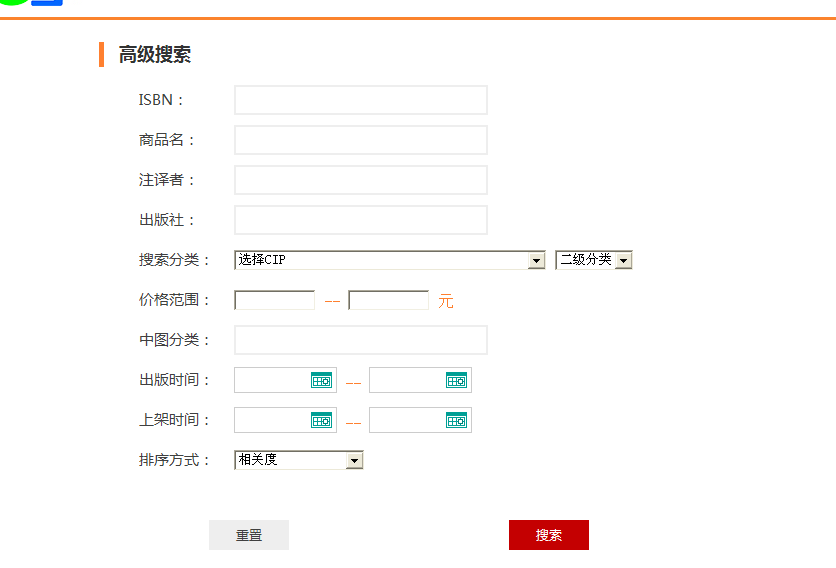 高级搜索
ISBN：
商品名：
注译者：
出版社：
搜索分类： 选择CIP 二级分类
价格范围： -- 元
中图分类：
出版时间： --
上架时间： --
排序方式： 相关度
重置 搜索